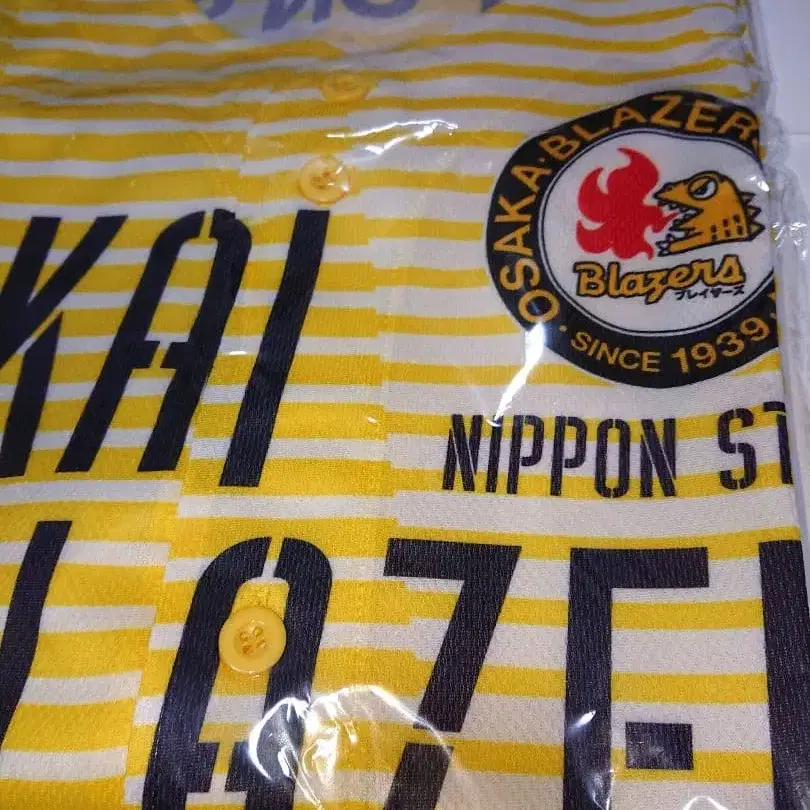 OSAKA·BLAZERS
Blazers
ブレイザーズ
·SINCE 1939·
KAI
NIPPON ST
LAZE